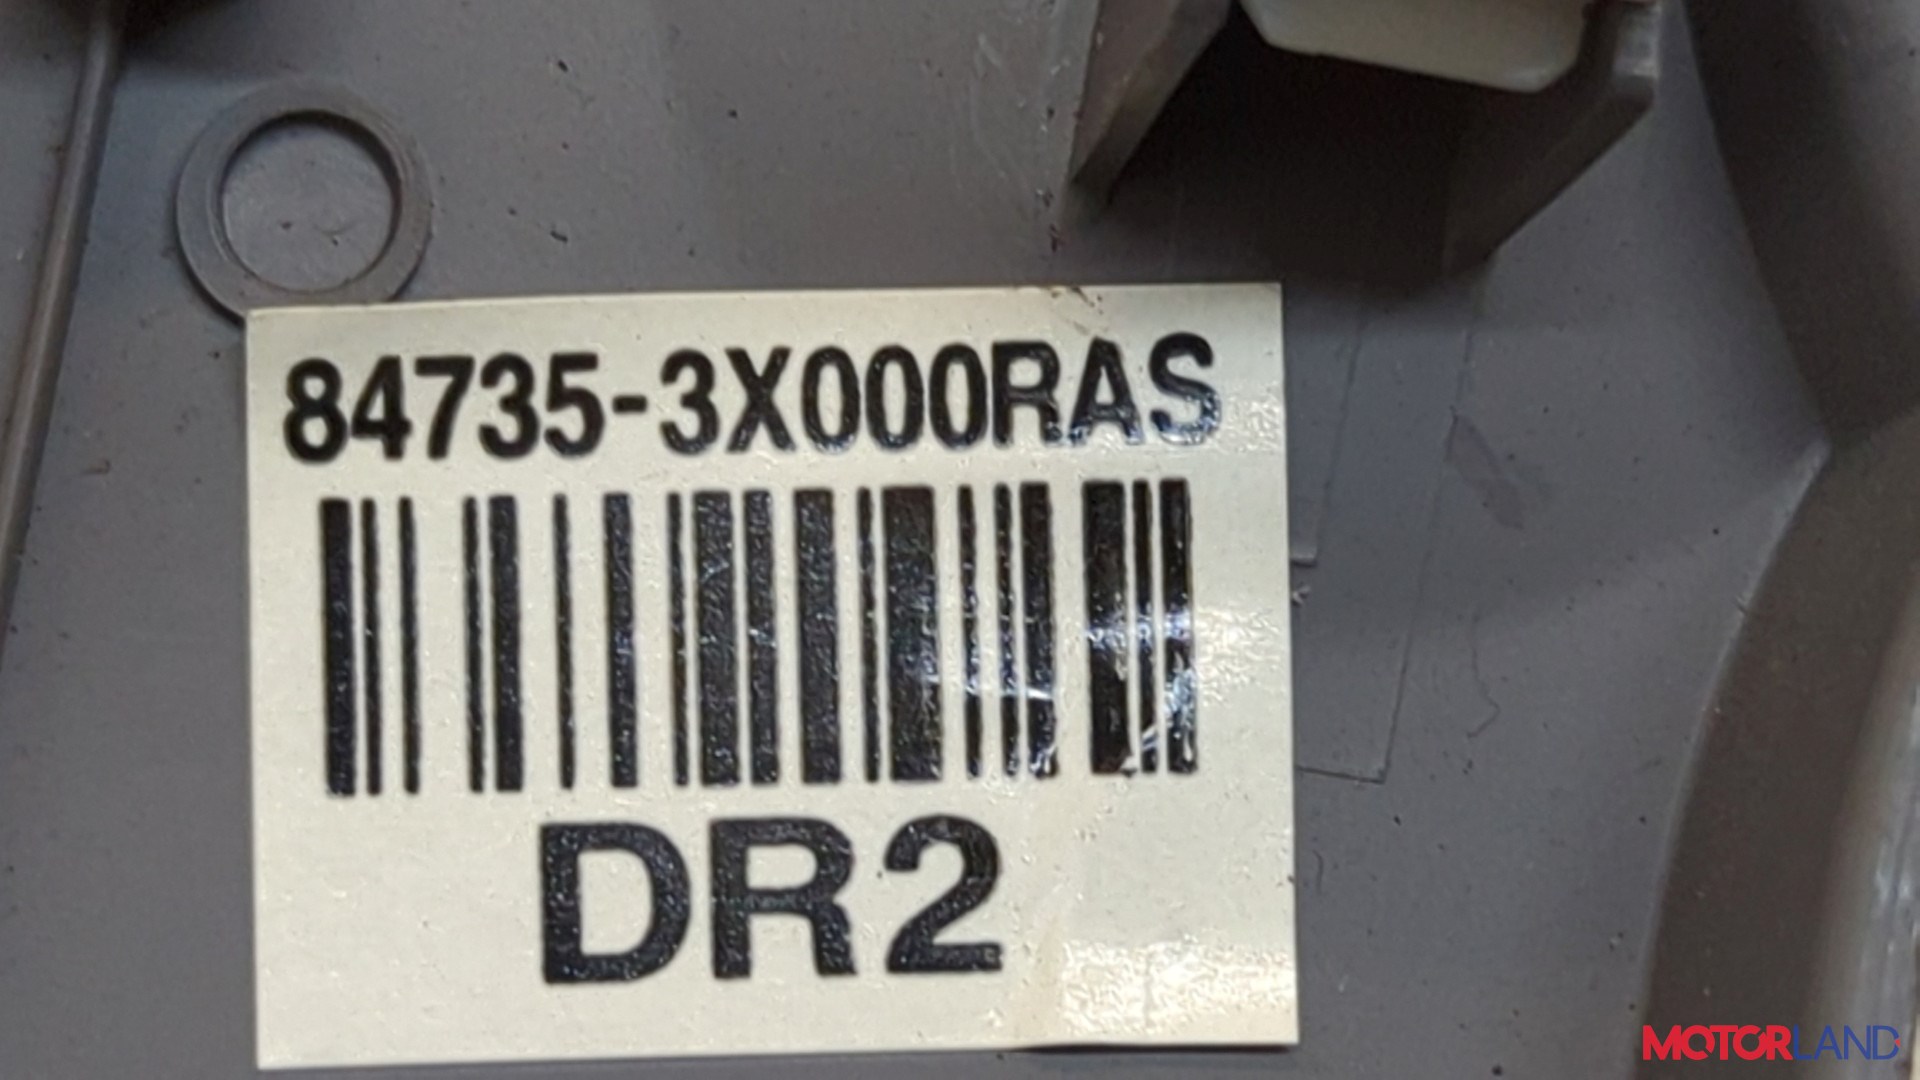 84735-3X000RAS
DR2
MOTORLAND